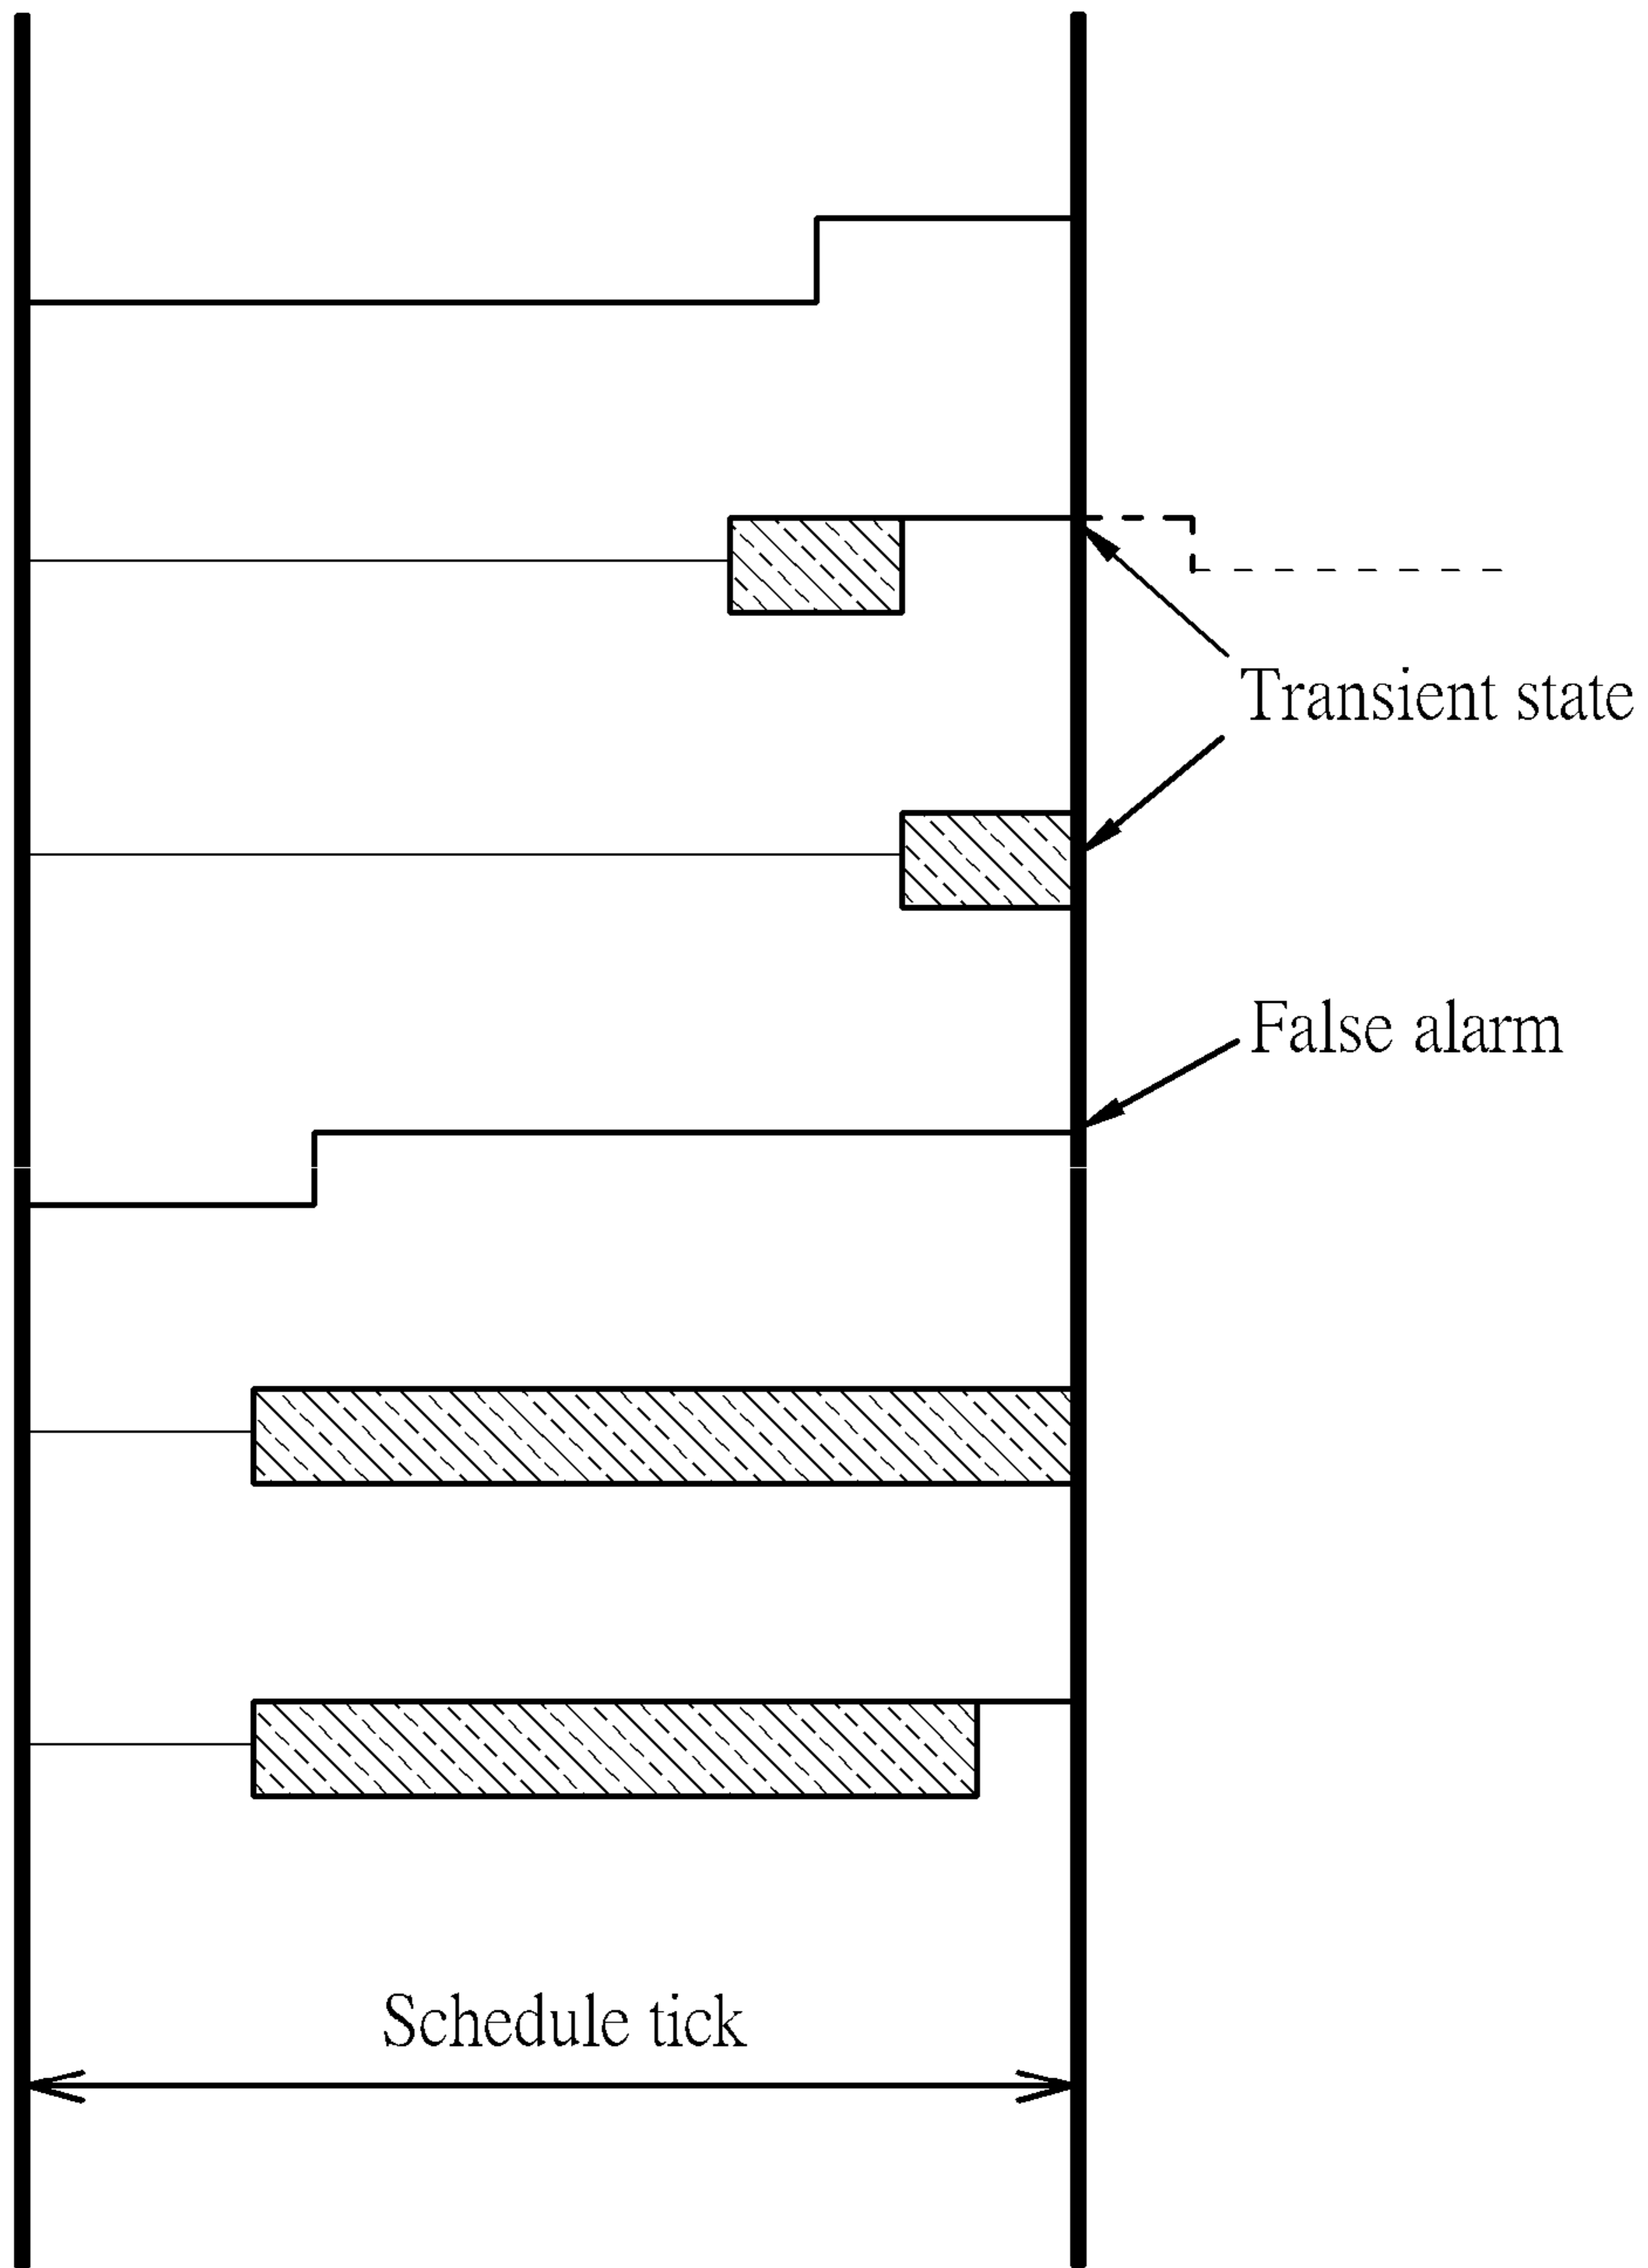 Transient state
False alarm
Schedule tick